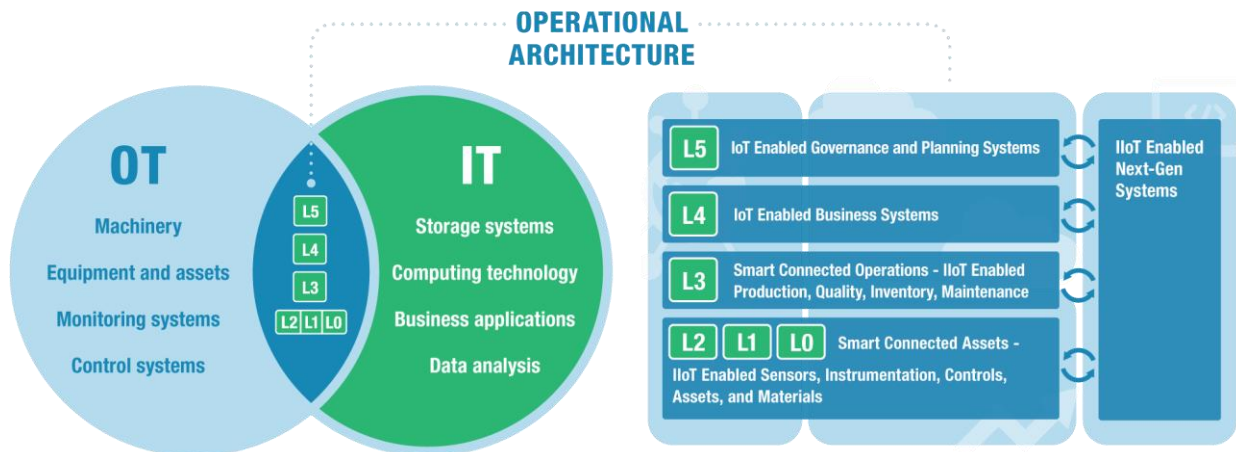 OPERATIONAL
ARCHITECTURE
OT
Machinery
Equipment and assets
Monitoring systems
Control systems
L5
L4
L3
L2 L1 L0
IT
Storage systems
Computing technology
Business applications
Data analysis
L5 IoT Enabled Governance and Planning Systems
L4 IoT Enabled Business Systems
L3 Smart Connected Operations - IIoT Enabled
Production, Quality, Inventory, Maintenance
L2 L1 L0 Smart Connected Assets -
IIoT Enabled Sensors, Instrumentation, Controls,
Assets, and Materials
IIoT Enabled
Next-Gen
Systems